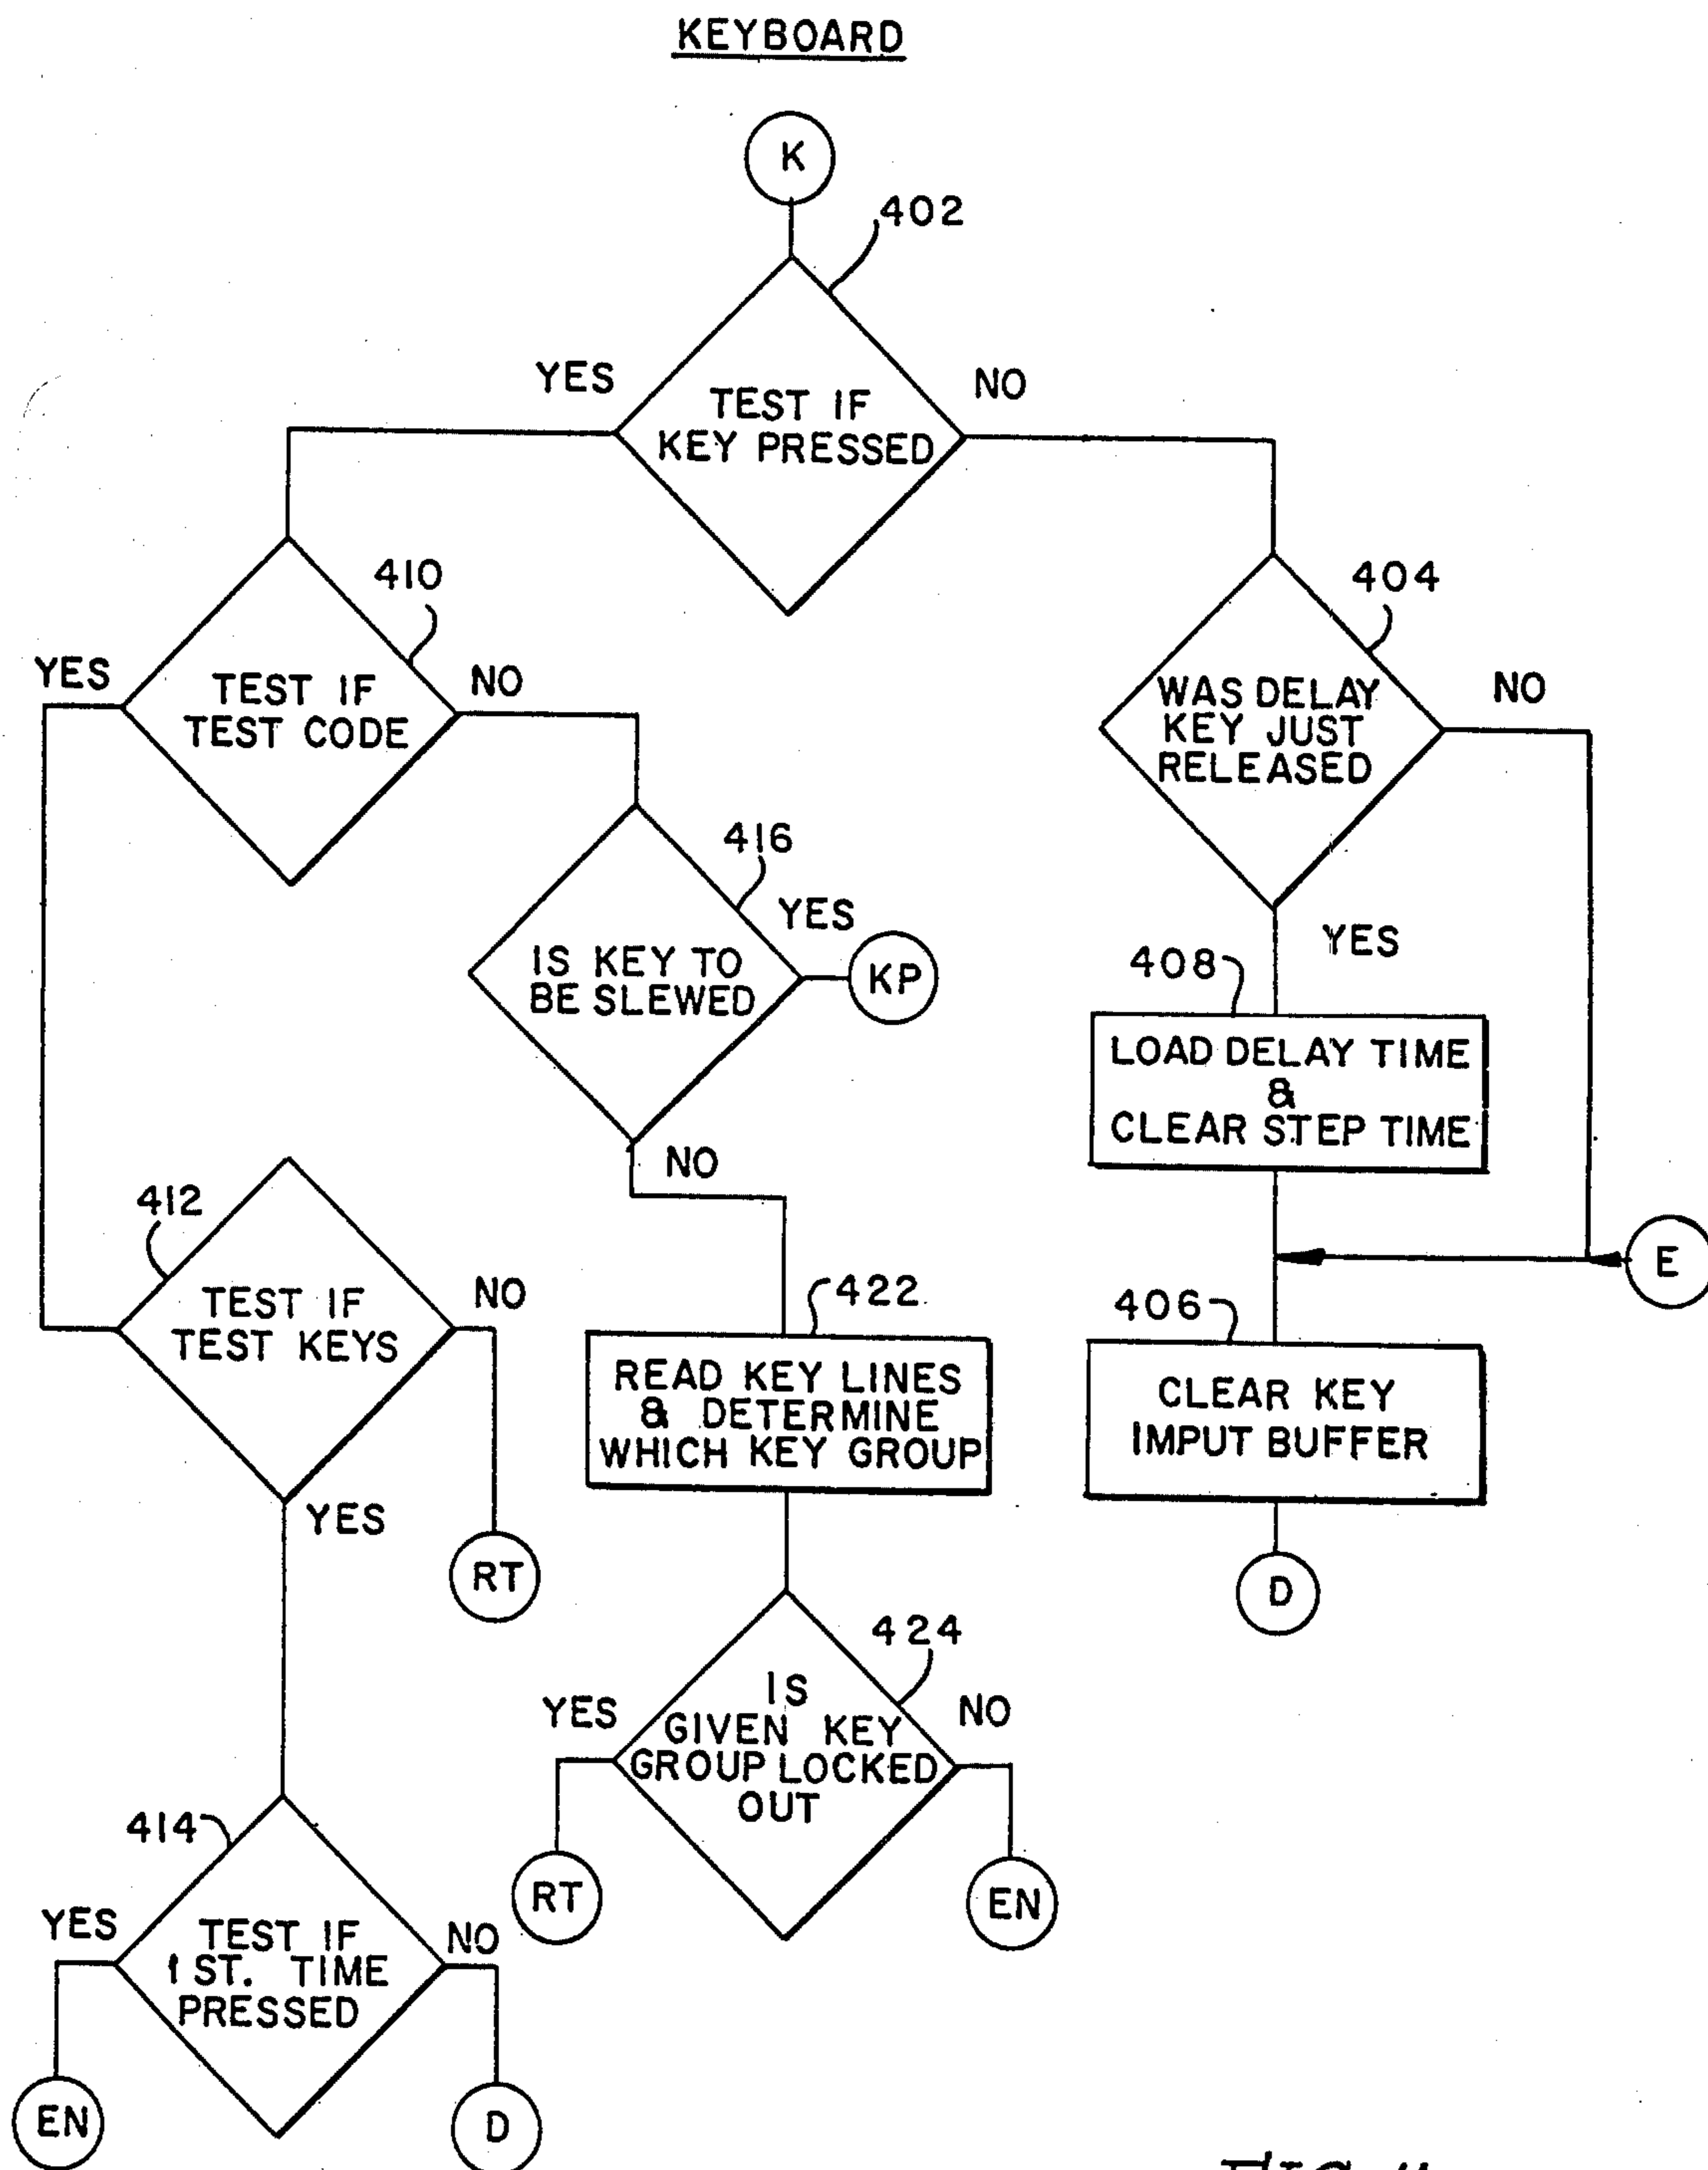 KEYBOARD
K
402
YES
TEST IF
KEY PRESSED
NO
410
YES
TEST IF
TEST CODE
NO
404
WAS DELAY
KEY JUST
RELEASED
NO
YES
416
YES
IS KEY TO
BE SLEWED
KP
NO
408
LOAD DELAY TIME
&
CLEAR STEP TIME
E
412
TEST IF
TEST KEYS
NO
YES
RT
422
READ KEY LINES
& DETERMINE
WHICH KEY GROUP
406
CLEAR KEY
IMPUT BUFFER
D
424
YES
IS
GIVEN KEY
GROUP LOCKED
OUT
NO
RT
EN
414
YES
TEST IF
1 ST. TIME
PRESSED
NO
EN
D